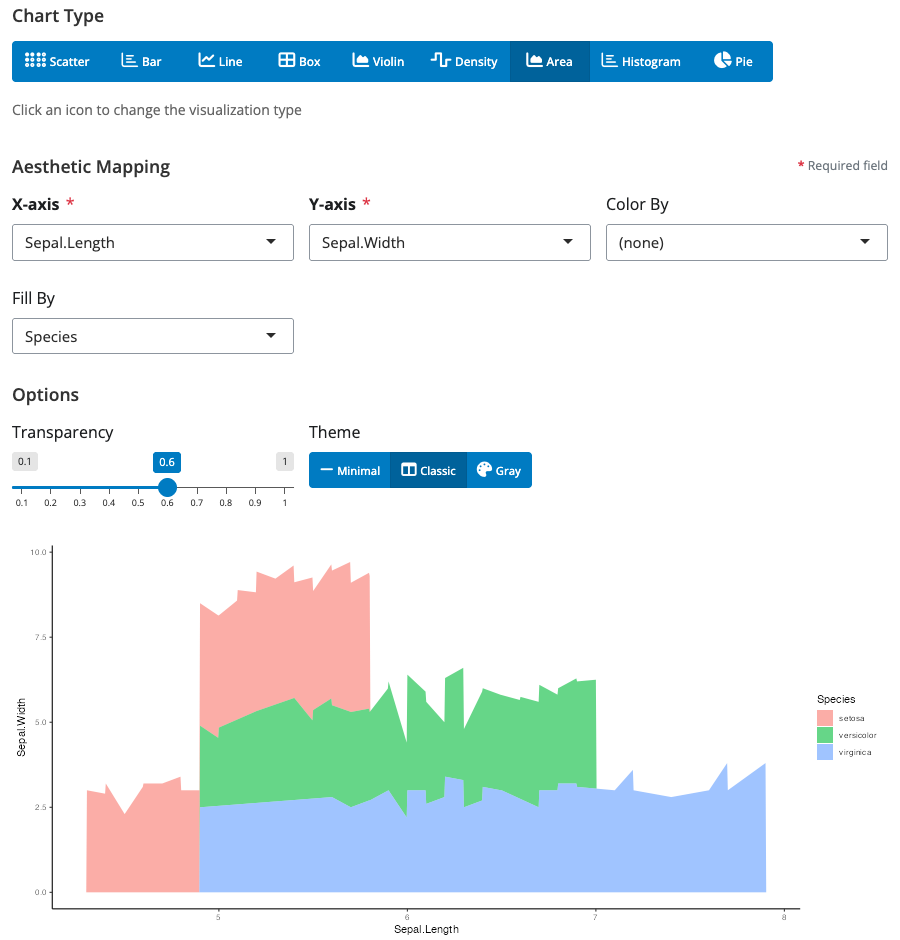 Chart Type
Scatter Bar Line Box Violin Density Area Histogram Pie
Click an icon to change the visualization type
Aesthetic Mapping * Required field
X-axis * Y-axis * Color By
Sepal.Length Sepal.Width (none)
Fill By
Species
Options
Transparency Theme
0.1 0.6 1
Minimal Classic Gray
0.1 0.2 0.3 0.4 0.5 0.6 0.7 0.8 0.9 1
10.0
7.5
5.0
2.5
0.0
Sepal.Width
Species
setosa
versicolor
virginica
5 6 7 8
Sepal.Length